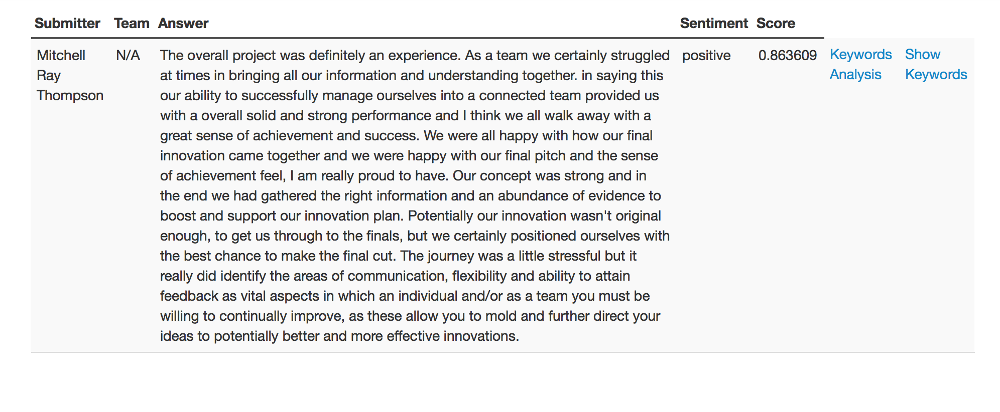 Submitter Team Answer Sentiment Score
Mitchell Ray Thompson
N/A
The overall project was definitely an experience. As a team we certainly struggled
at times in bringing all our information and understanding together. in saying this
our ability to successfully manage ourselves into a connected team provided us
with a overall solid and strong performance and I think we all walk away with a
great sense of achievement and success. We were all happy with how our final
innovation came together and we were happy with our final pitch and the sense
of achievement feel, I am really proud to have. Our concept was strong and in
the end we had gathered the right information and an abundance of evidence to
boost and support our innovation plan. Potentially our innovation wasn't original
enough, to get us through to the finals, but we certainly positioned ourselves with
the best chance to make the final cut. The journey was a little stressful but it
really did identify the areas of communication, flexibility and ability to attain
feedback as vital aspects in which an individual and/or as a team you must be
willing to continually improve, as these allow you to mold and further direct your
ideas to potentially better and more effective innovations.
positive
0.863609
Keywords
Analysis
Show
Keywords